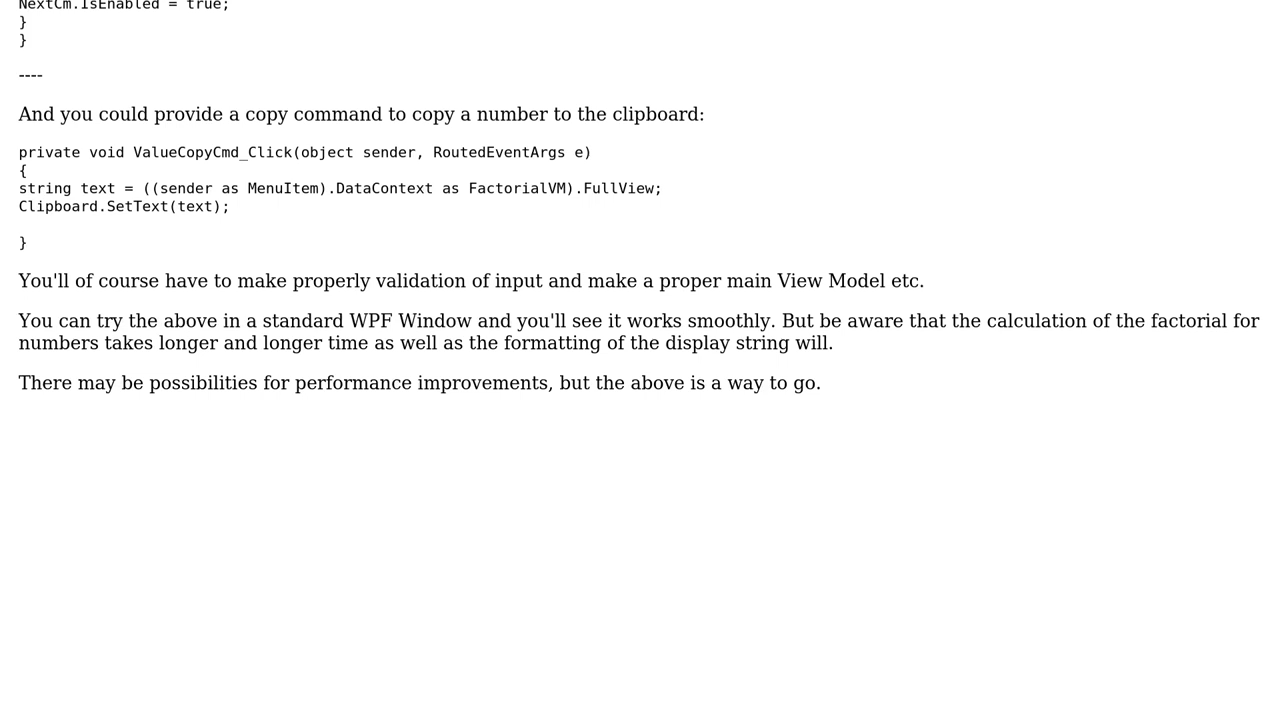 NextCm.IsEnabled = true;
}
}
----
And you could provide a copy command to copy a number to the clipboard:
private void ValueCopyCmd_Click(object sender, RoutedEventArgs e)
{
string text = ((sender as MenuItem).DataContext as FactorialVM).FullView;
Clipboard.SetText(text);
}
You'll of course have to make properly validation of input and make a proper main View Model etc.
You can try the above in a standard WPF Window and you'll see it works smoothly. But be aware that the calculation of the factorial for
numbers takes longer and longer time as well as the formatting of the display string will.
There may be possibilities for performance improvements, but the above is a way to go.